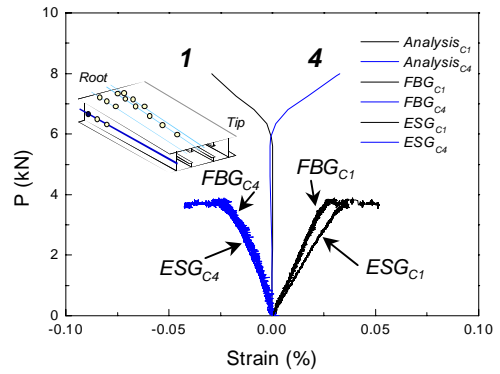 10
8
6
4
2
0
P (kN)
-0.10
-0.05
0.00
0.05
0.10
Strain (%)
1
4
Root
Tip
Analysis_C1
Analysis_C4
FBG_C1
FBG_C4
ESG_C1
ESG_C4
FBG_C4
FBG_C1
ESG_C4
ESG_C1